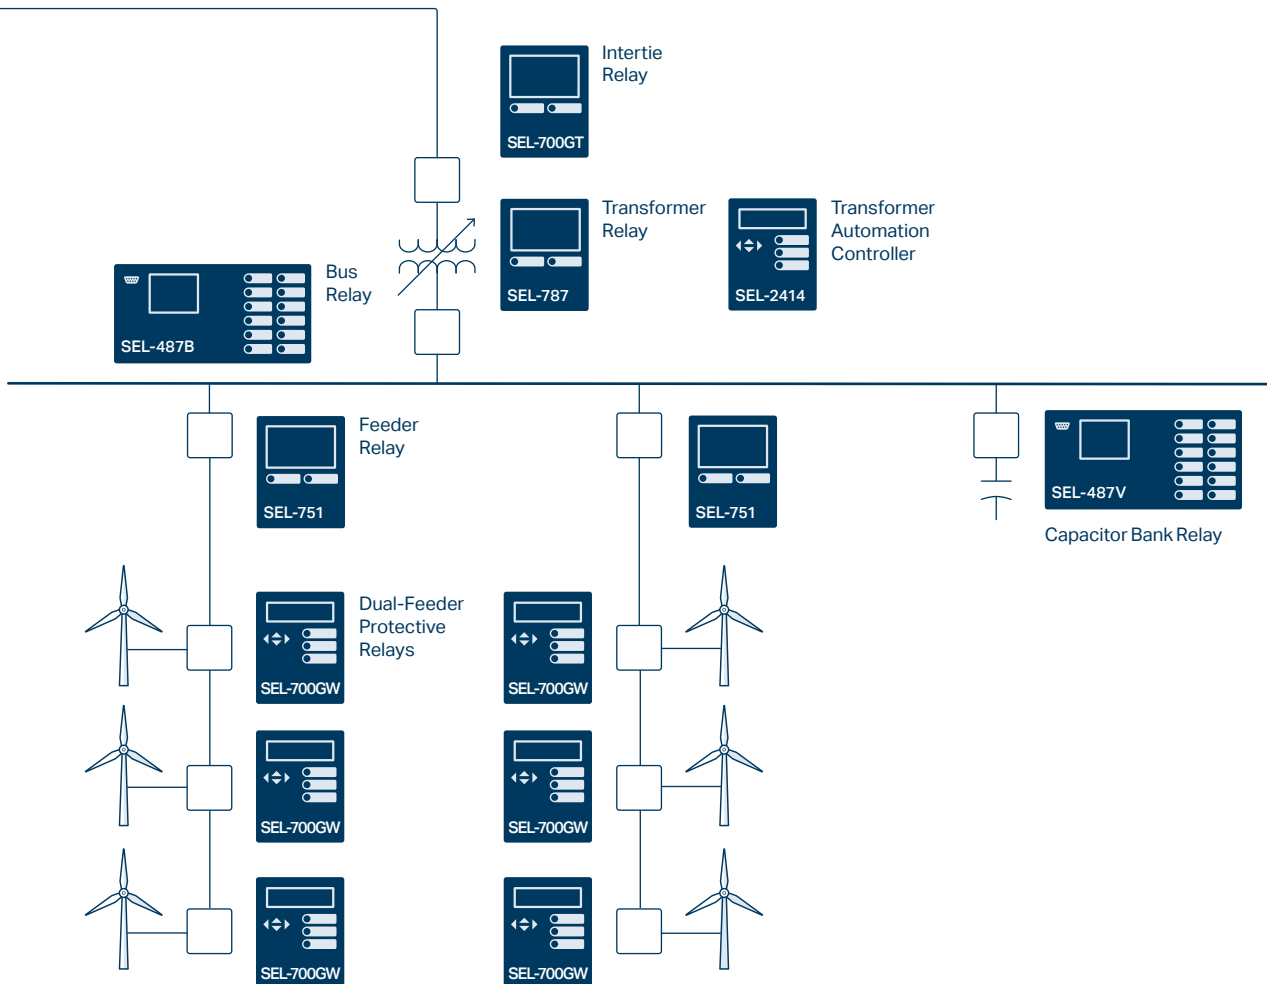 Intertie
Relay
SEL-700GT
Transformer
Relay
SEL-787
Transformer
Automation
Controller
SEL-2414
Bus
Relay
SEL-487B
Feeder
Relay
SEL-751
SEL-751
SEL-487V
Capacitor Bank Relay
Dual-Feeder
Protective
Relays
SEL-700GW
SEL-700GW
SEL-700GW
SEL-700GW
SEL-700GW
SEL-700GW